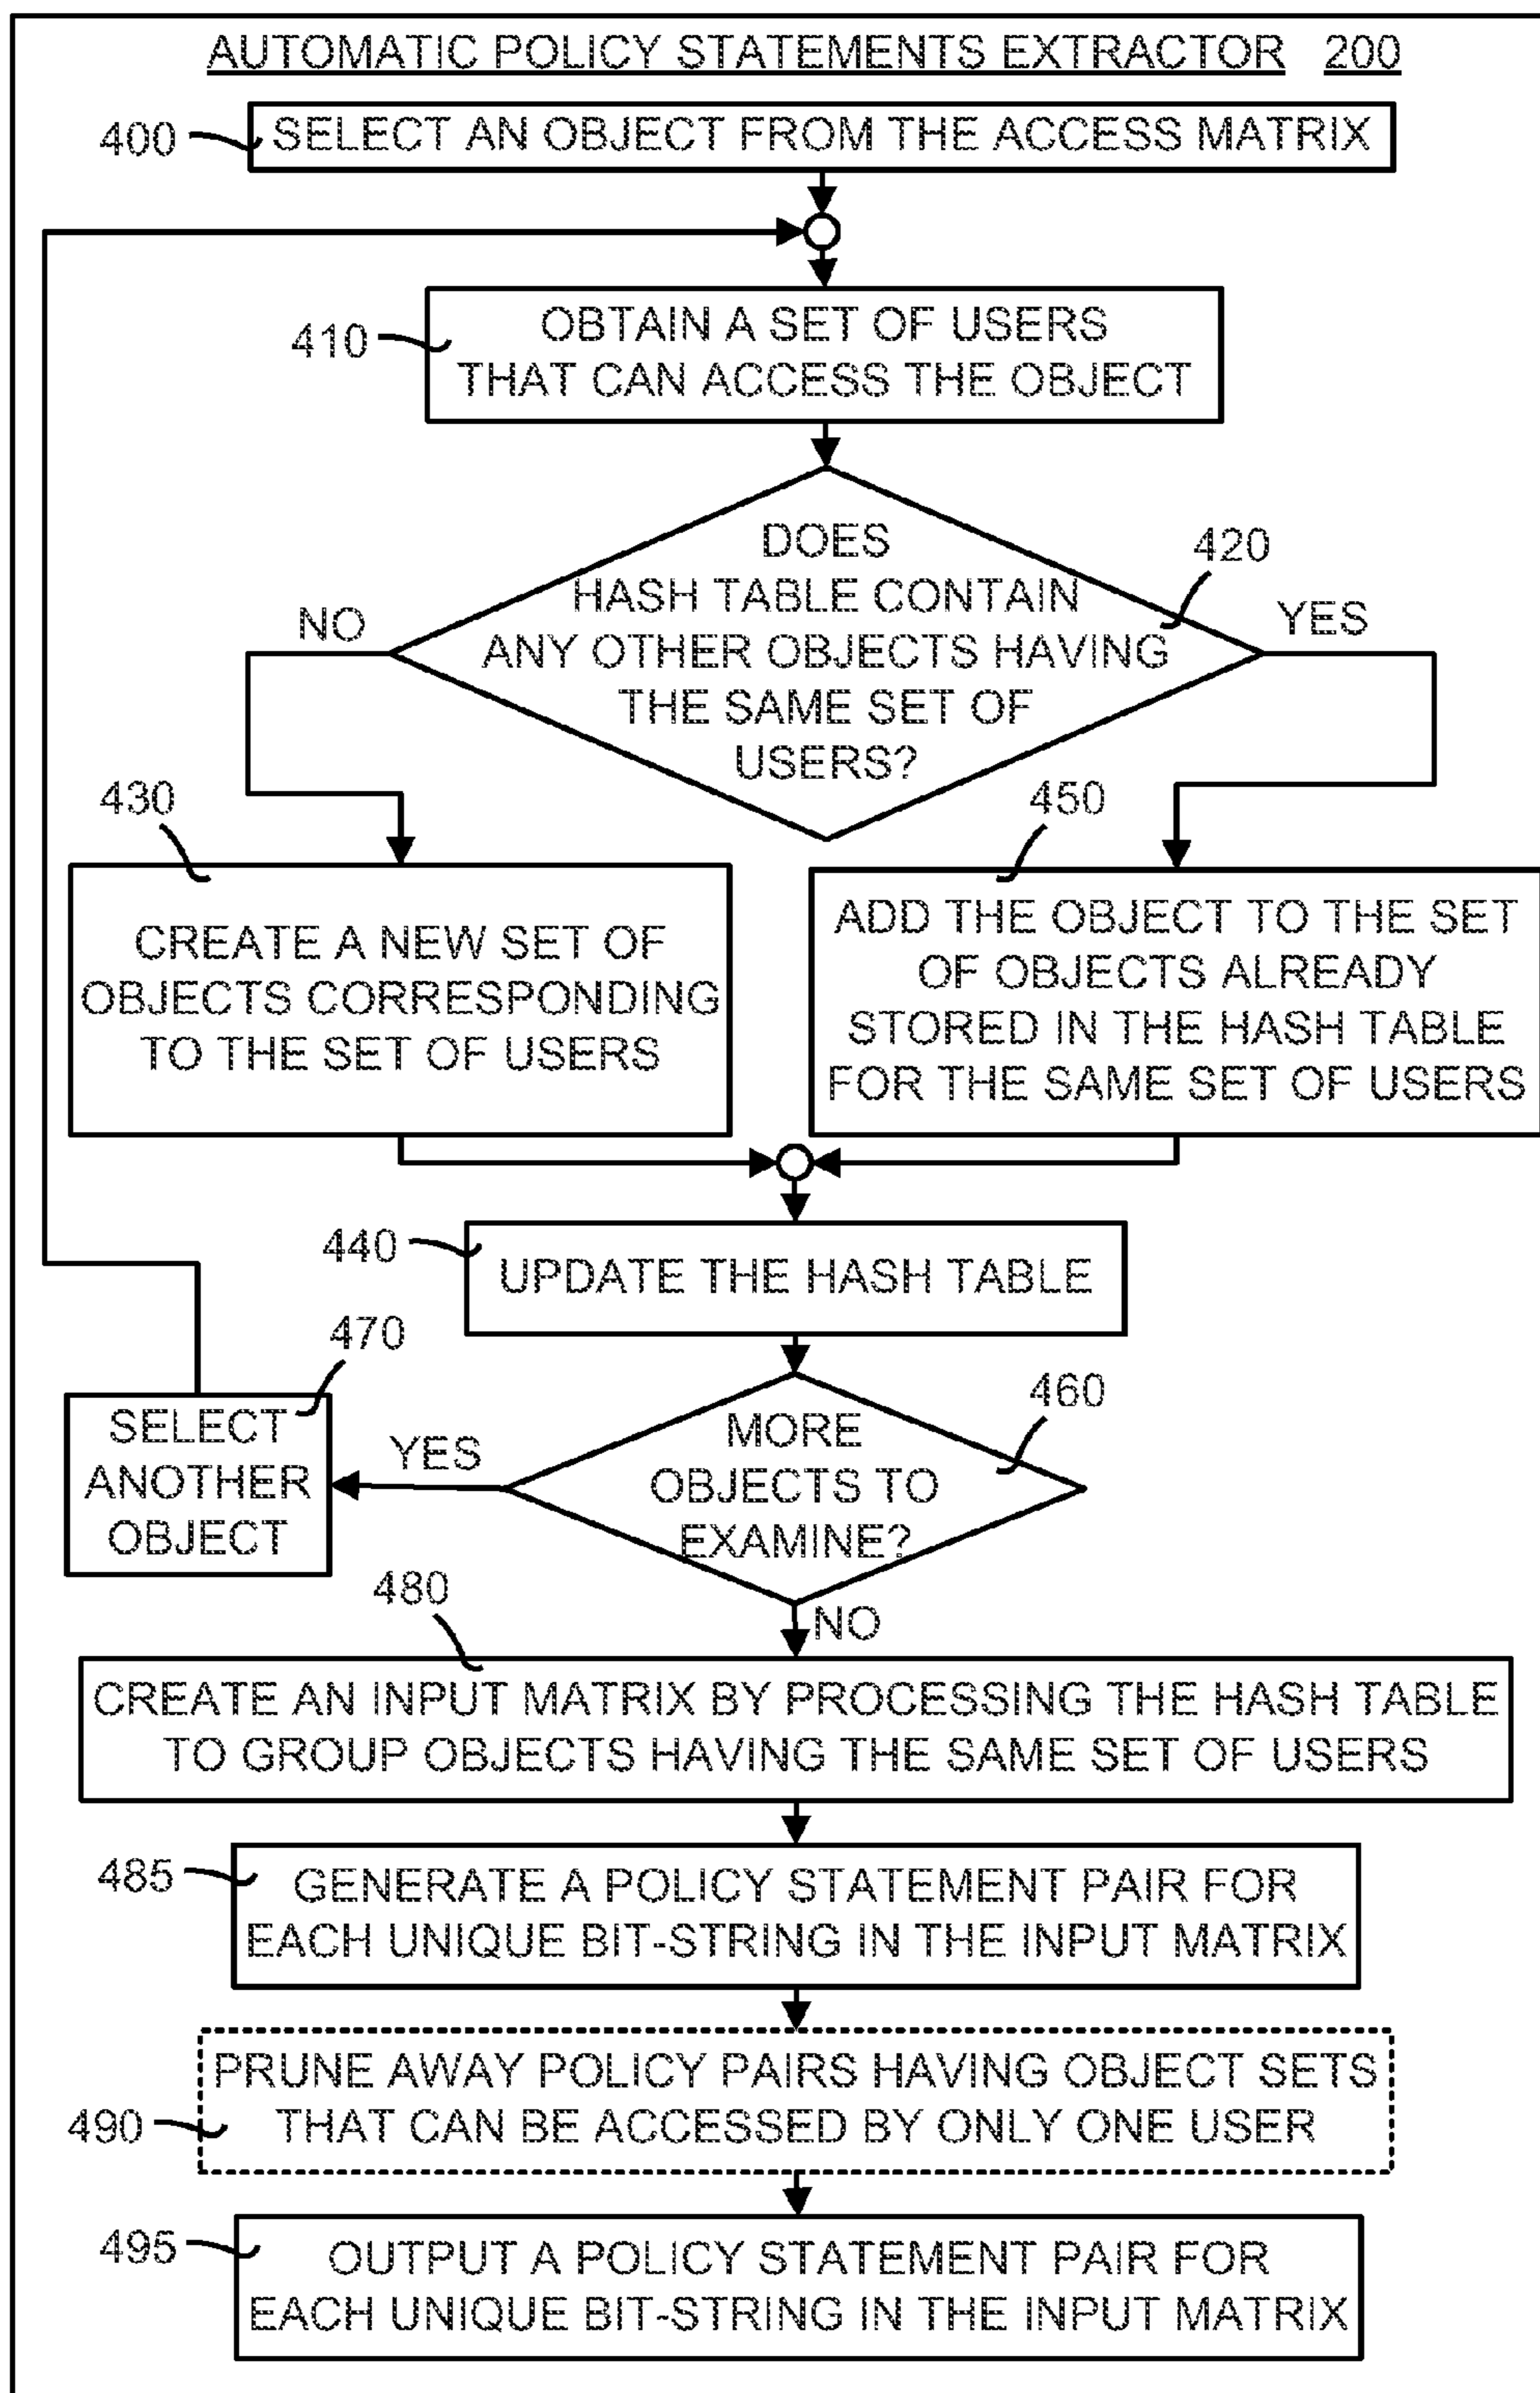 AUTOMATIC POLICY STATEMENTS EXTRACTOR 200
400
SELECT AN OBJECT FROM THE ACCESS MATRIX
410
OBTAIN A SET OF USERS
THAT CAN ACCESS THE OBJECT
420
DOES
HASH TABLE CONTAIN
ANY OTHER OBJECTS HAVING
THE SAME SET OF
USERS?
NO
YES
430
CREATE A NEW SET OF
OBJECTS CORRESPONDING
TO THE SET OF USERS
450
ADD THE OBJECT TO THE SET
OF OBJECTS ALREADY
STORED IN THE HASH TABLE
FOR THE SAME SET OF USERS
440
UPDATE THE HASH TABLE
470
SELECT
ANOTHER
OBJECT
YES
460
MORE
OBJECTS TO
EXAMINE?
NO
480
CREATE AN INPUT MATRIX BY PROCESSING THE HASH TABLE
TO GROUP OBJECTS HAVING THE SAME SET OF USERS
485
GENERATE A POLICY STATEMENT PAIR FOR
EACH UNIQUE BIT-STRING IN THE INPUT MATRIX
490
PRUNE AWAY POLICY PAIRS HAVING OBJECT SETS
THAT CAN BE ACCESSED BY ONLY ONE USER
495
OUTPUT A POLICY STATEMENT PAIR FOR
EACH UNIQUE BIT-STRING IN THE INPUT MATRIX